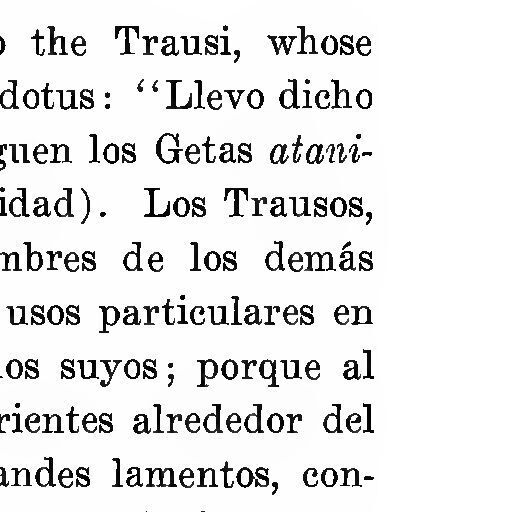 the Trausi, whose
dotus: “Llevo dicho
guen los Getas atani-
idad). Los Trausos,
mbres de los demás
usos particulares en
os suyos; porque al
rientes alrededor del
andes lamentos, con-